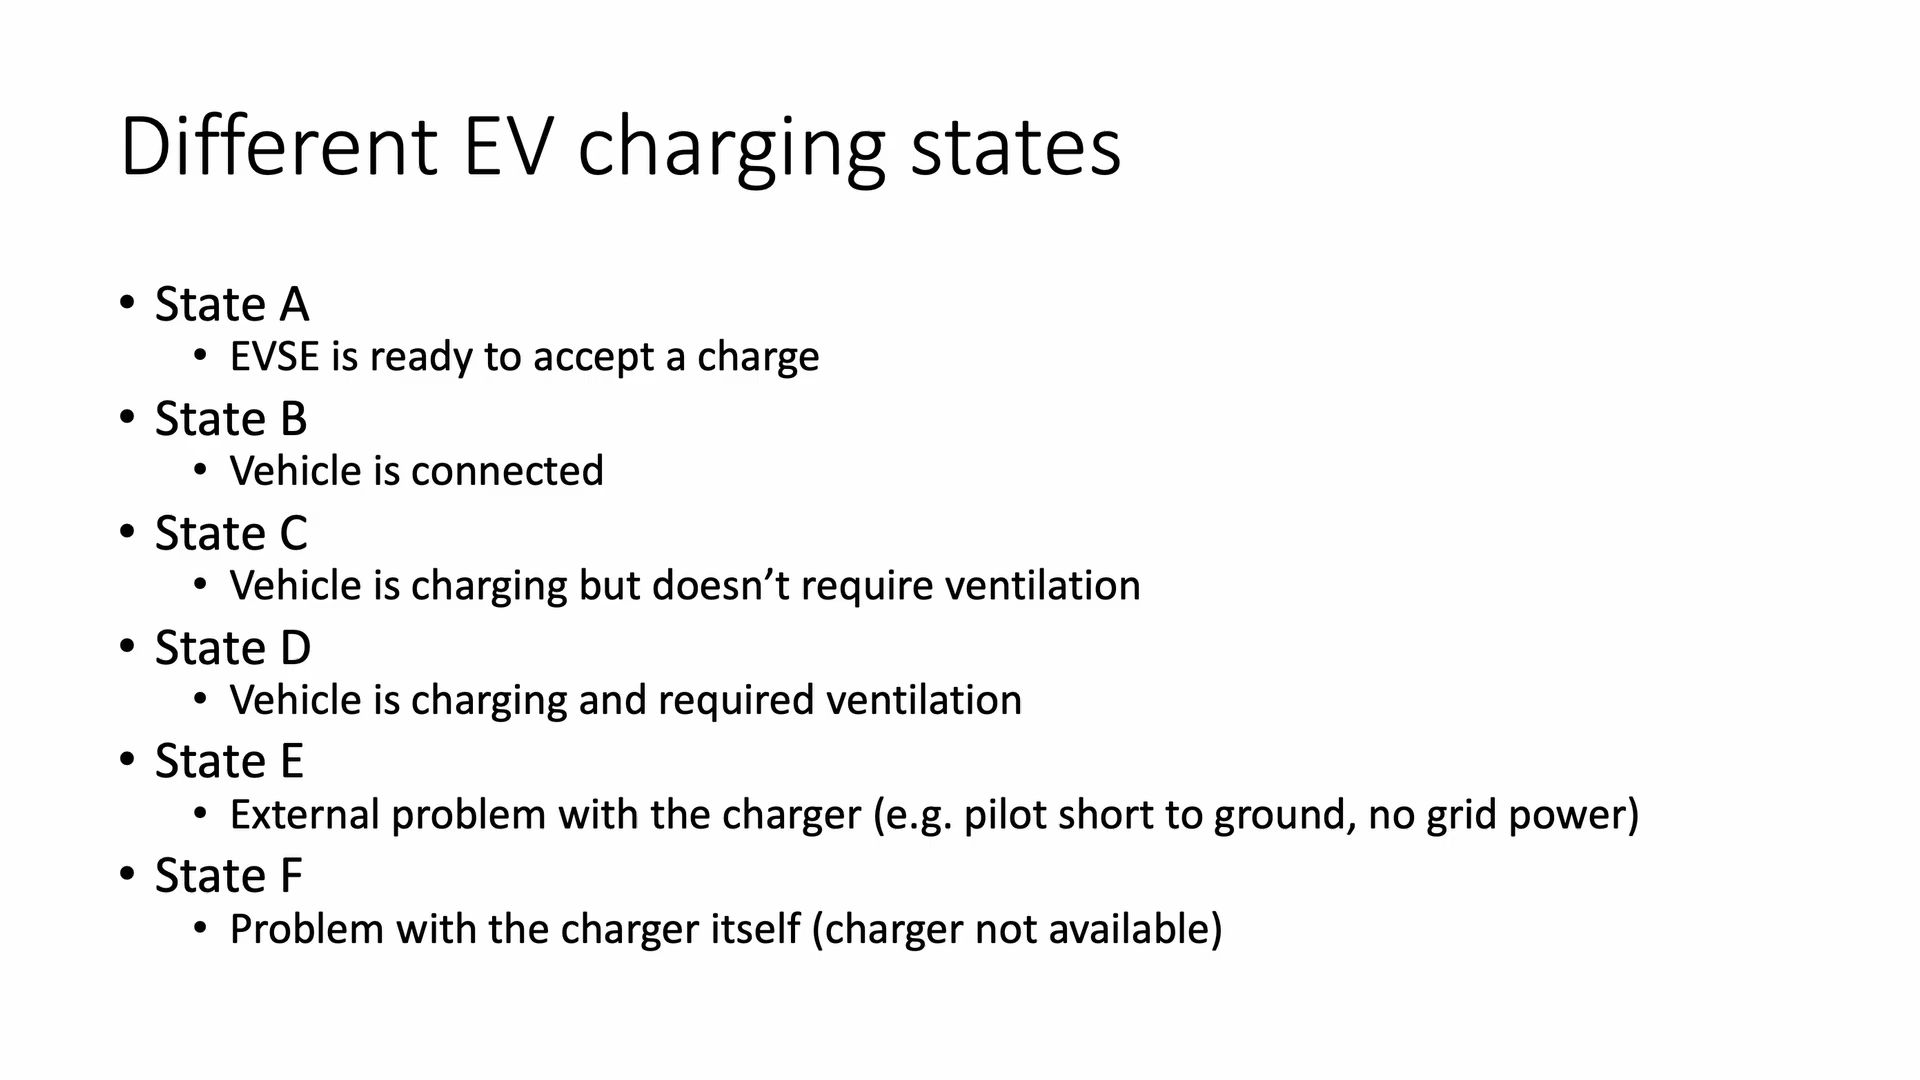 Different EV charging states
• State A
• EVSE is ready to accept a charge
• State B
• Vehicle is connected
• State C
• Vehicle is charging but doesn’t require ventilation
• State D
• Vehicle is charging and required ventilation
• State E
• External problem with the charger (e.g. pilot short to ground, no grid power)
• State F
• Problem with the charger itself (charger not available)